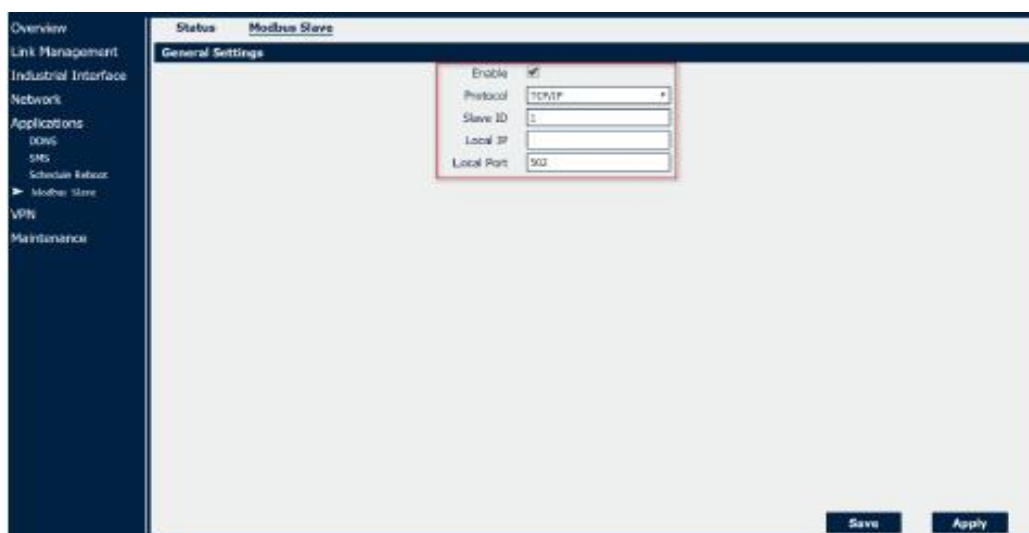 Overview
Link Management
Industrial Interface
Network
Applications
DDNS
SMS
Schedule Reboot
Modbus Slave
VPN
Maintenance
Status Modbus Slave
General Settings
Enable
Protocol TCP/IP
Slave ID 1
Local IP
Local Port 502
Save Apply